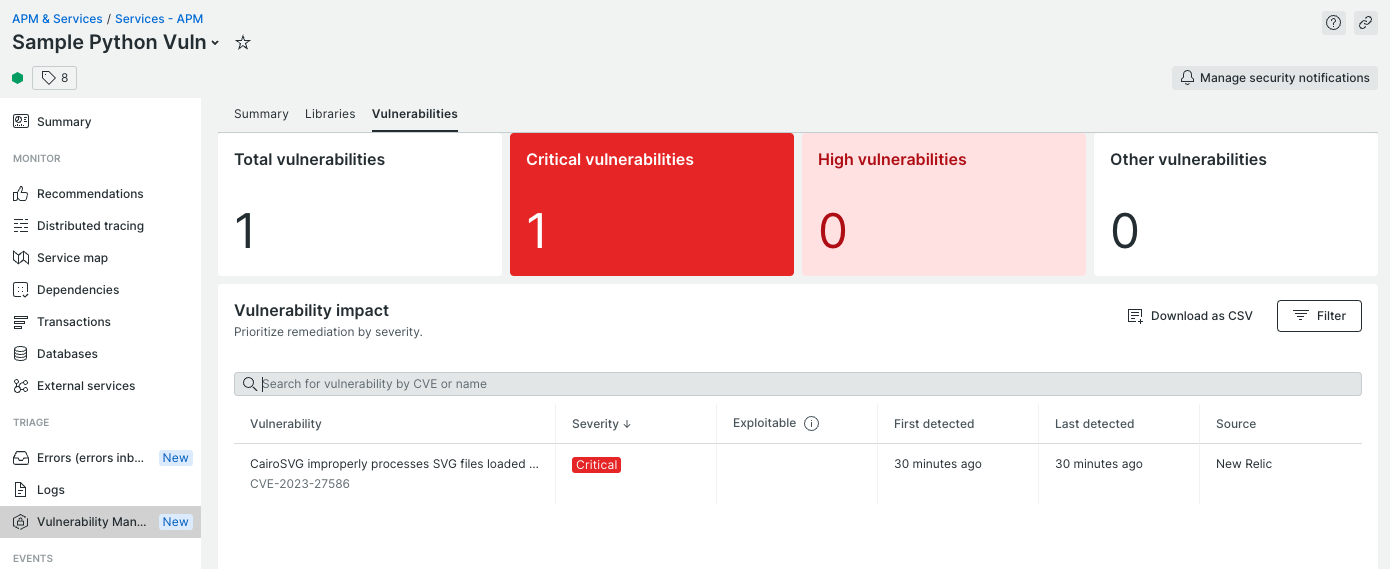 APM & Services / Services - APM
Sample Python Vuln
8
Manage security notifications
Summary
MONITOR
Recommendations
Distributed tracing
Service map
Dependencies
Transactions
Databases
External services
TRIAGE
Errors (errors inb... New
Logs
Vulnerability Man... New
EVENTS
Summary Libraries Vulnerabilities
Total vulnerabilities
1
Critical vulnerabilities
1
High vulnerabilities
0
Other vulnerabilities
0
Vulnerability impact
Prioritize remediation by severity.
Download as CSV
Filter
Search for vulnerability by CVE or name
Vulnerability Severity ↓ Exploitable First detected Last detected Source
CairoSVG improperly processes SVG files loaded ... Critical 30 minutes ago 30 minutes ago New Relic
CVE-2023-27586